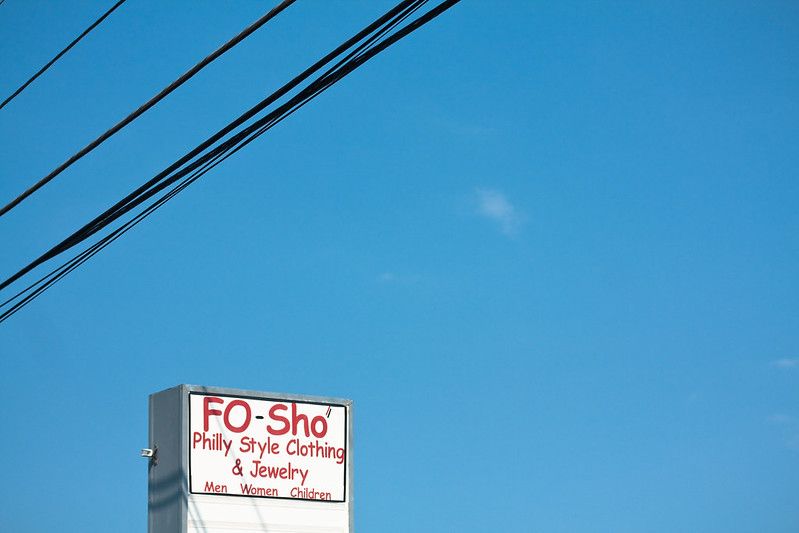 FO-Sho"
Philly Style Clothing
& Jewelry
Men Women Children